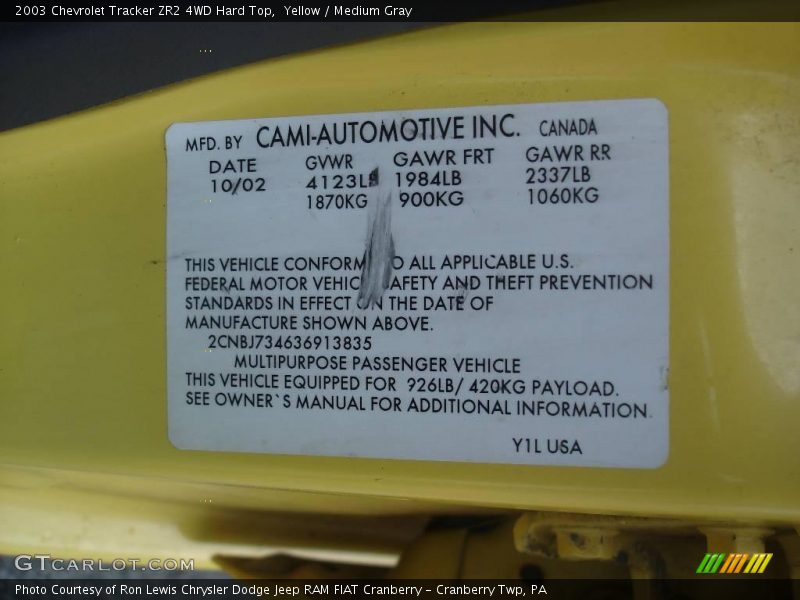 2003 Chevrolet Tracker ZR2 4WD Hard Top,  Yellow / Medium Gray
MFD. BY CAMI-AUTOMOTIVE INC. CANADA
DATE GVWR GAWR FRT GAWR RR
10/02 4123LB 1984LB 2337LB
1870KG 900KG 1060KG
THIS VEHICLE CONFORM O ALL APPLICABLE U.S.
FEDERAL MOTOR VEHIC AFETY AND THEFT PREVENTION
STANDARDS IN EFFECT ON THE DATE OF
MANUFACTURE SHOWN ABOVE.
2CNBJ734636913835
MULTIPURPOSE PASSENGER VEHICLE
THIS VEHICLE EQUIPPED FOR 926LB/ 420KG PAYLOAD.
SEE OWNER`S MANUAL FOR ADDITIONAL INFORMATION.
Y1L USA
GTCARLOT.COM
Photo Courtesy of Ron Lewis Chrysler Dodge Jeep RAM FIAT Cranberry – Cranberry Twp, PA